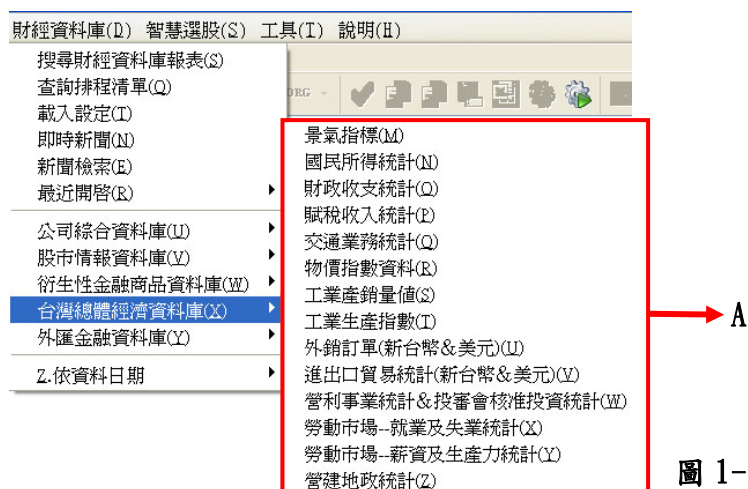 財經資料庫(D) 智慧選股(S) 工具(I) 說明(H)
搜尋財經資料庫報表(S)
查詢排程清單(Q)
載入設定(T)
即時新聞(N)
新聞檢索(E)
最近開啓(R)
公司綜合資料庫(U)
股市情報資料庫(V)
衍生性金融商品資料庫(W)
台灣總體經濟資料庫(X)
外匯金融資料庫(Y)
Z.依資料日期
ORG
景氣指標(M)
國民所得統計(N)
財政收支統計(O)
賦稅收入統計(P)
交通業務統計(Q)
物價指數資料(R)
工業產銷量值(S)
工業生產指數(T)
外銷訂單(新台幣&美元)(U)
進出口貿易統計(新台幣&美元)(V)
營利事業統計&投審會核准投資統計(W)
勞動市場--就業及失業統計(X)
勞動市場--薪資及生產力統計(Y)
營建地政統計(Z)
A
圖 1-